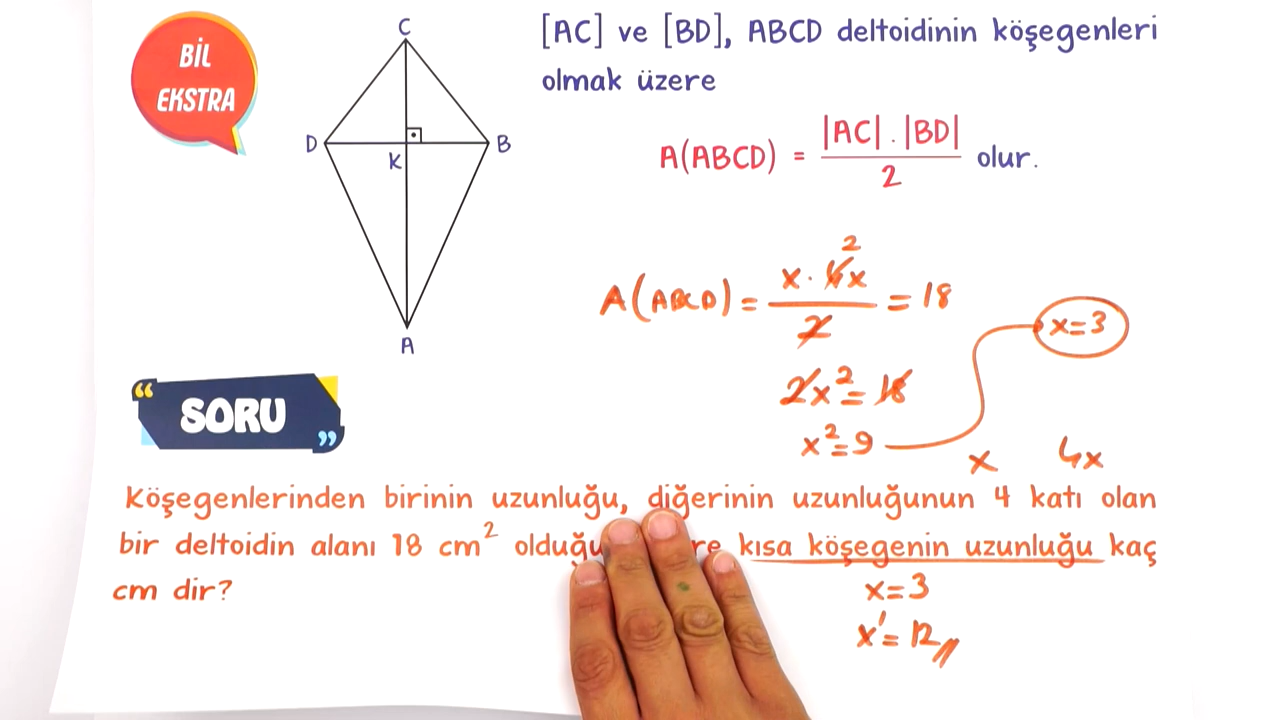 BİL
EKSTRA
C
D
B
K
A
[AC] ve [BD], ABCD deltoidinin köşegenleri
olmak üzere
A(ABCD) = |AC| . |BD| / 2 olur.
A(ABCD) = x · 4x / 2 = 18
2
x=3
2x² = 18
x² = 9
x 4x
“ SORU ”
Köşegenlerinden birinin uzunluğu, diğerinin uzunluğunun 4 katı olan
bir deltoidin alanı 18 cm² olduğu re kısa köşegenin uzunluğu kaç
cm dir?
x=3
x' = 12